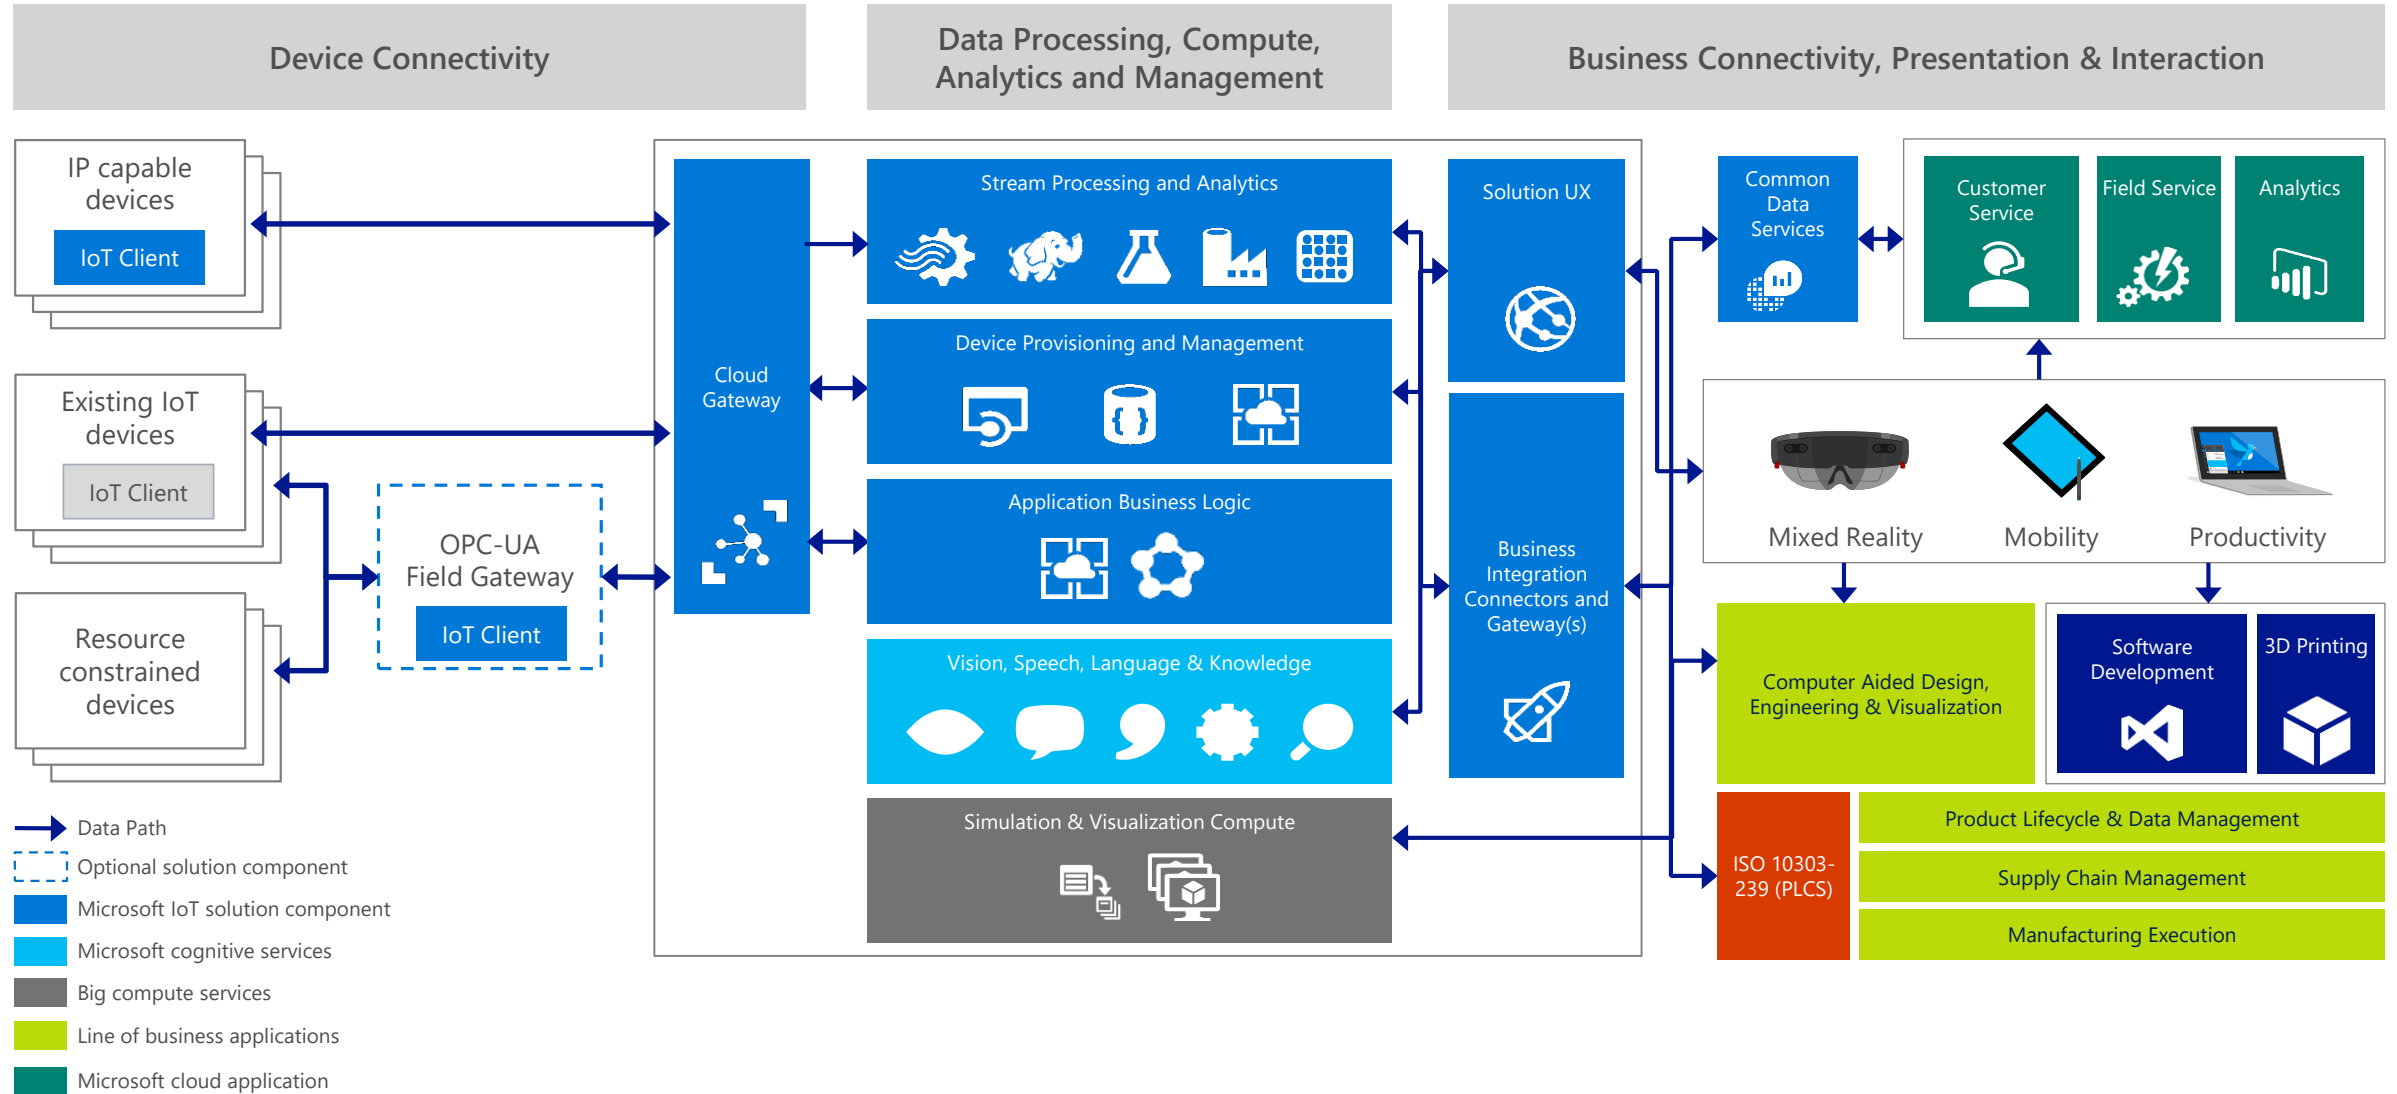 Device Connectivity
Data Processing, Compute,
Analytics and Management
Business Connectivity, Presentation & Interaction
IP capable
devices
IoT Client
Existing IoT
devices
IoT Client
Resource
constrained
devices
OPC-UA
Field Gateway
IoT Client
Cloud
Gateway
Stream Processing and Analytics
Device Provisioning and Management
Application Business Logic
Vision, Speech, Language & Knowledge
Simulation & Visualization Compute
Solution UX
Business
Integration
Connectors and
Gateway(s)
Common
Data
Services
Customer
Service
Field Service
Analytics
Mixed Reality
Mobility
Productivity
Computer Aided Design,
Engineering & Visualization
Software
Development
3D Printing
ISO 10303-
239 (PLCS)
Product Lifecycle & Data Management
Supply Chain Management
Manufacturing Execution
Data Path
Optional solution component
Microsoft IoT solution component
Microsoft cognitive services
Big compute services
Line of business applications
Microsoft cloud application